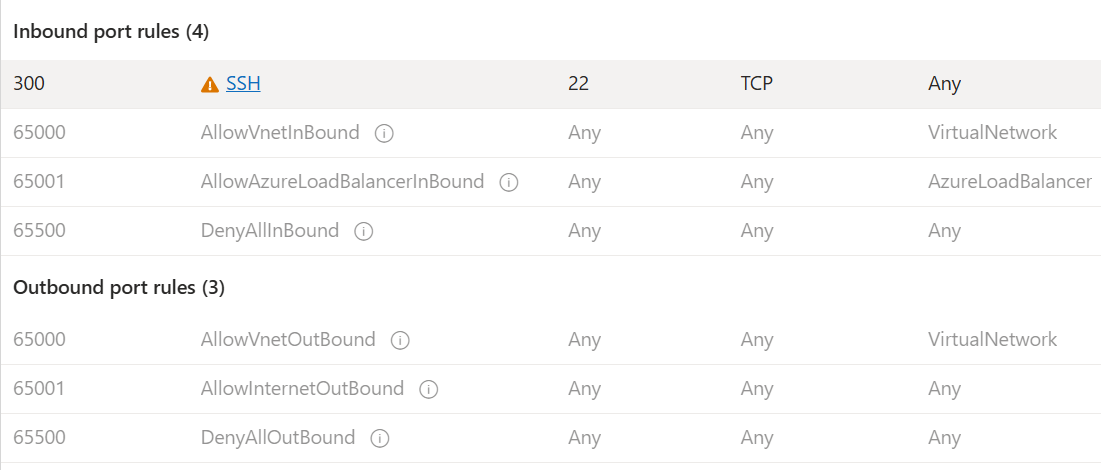 Inbound port rules (4)
300 SSH 22 TCP Any
65000 AllowVnetInBound Any Any VirtualNetwork
65001 AllowAzureLoadBalancerInBound Any Any AzureLoadBalancer
65500 DenyAllInBound Any Any Any
Outbound port rules (3)
65000 AllowVnetOutBound Any Any VirtualNetwork
65001 AllowInternetOutBound Any Any Any
65500 DenyAllOutBound Any Any Any